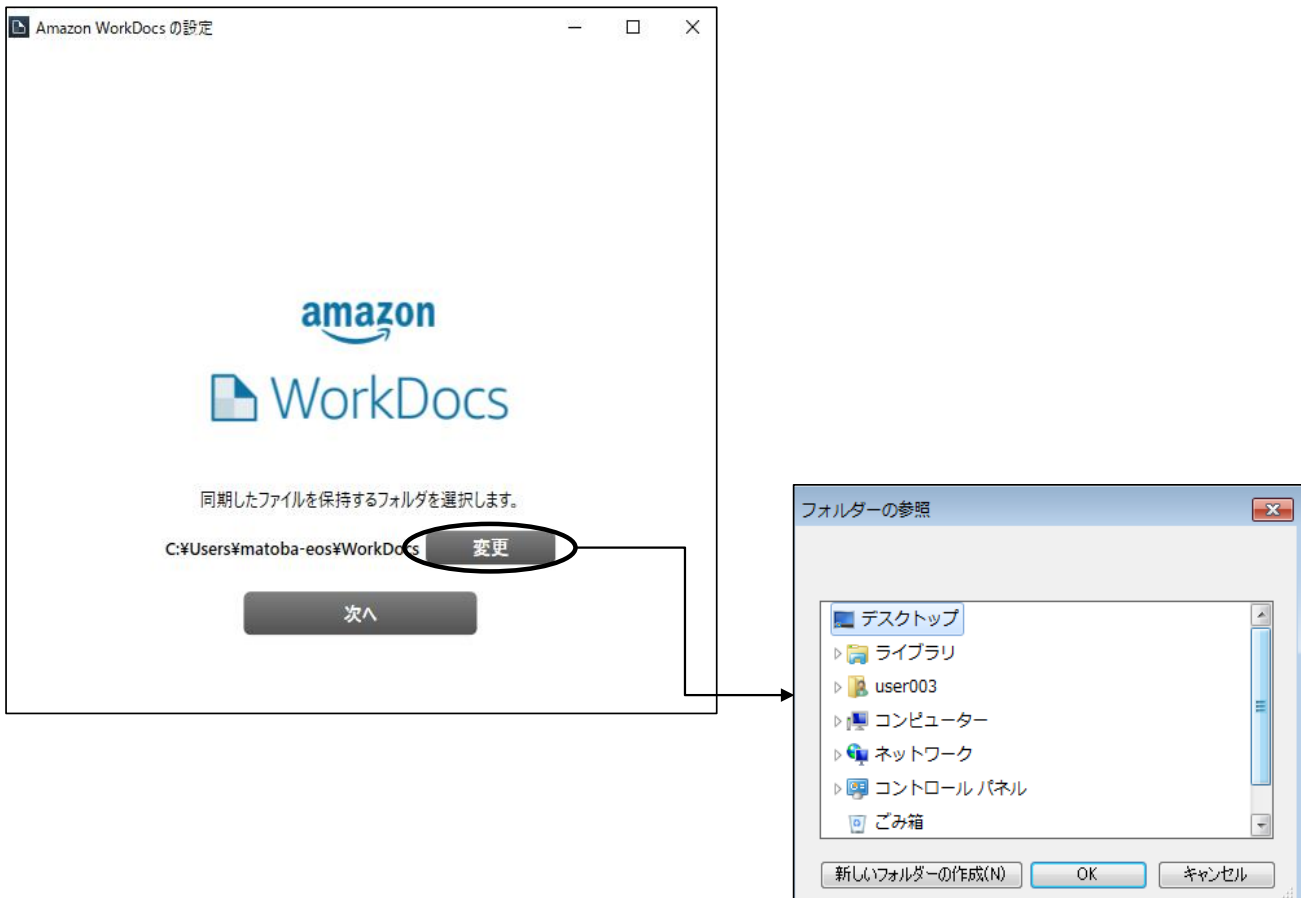 Amazon WorkDocs の設定
amazon
WorkDocs
同期したファイルを保持するフォルダを選択します。
C:¥Users¥matoba-eos¥WorkDocs 変更
次へ
フォルダーの参照
デスクトップ
ライブラリ
user003
コンピューター
ネットワーク
コントロール パネル
ごみ箱
新しいフォルダーの作成(N) OK キャンセル